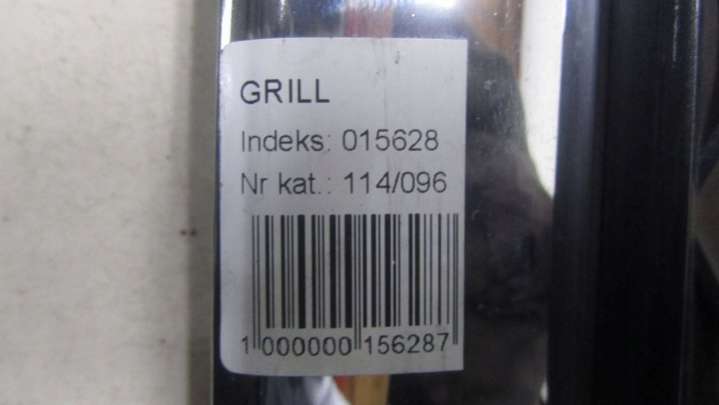 GRILL
Indeks: 015628
Nr kat.: 114/096
1 000000 156287